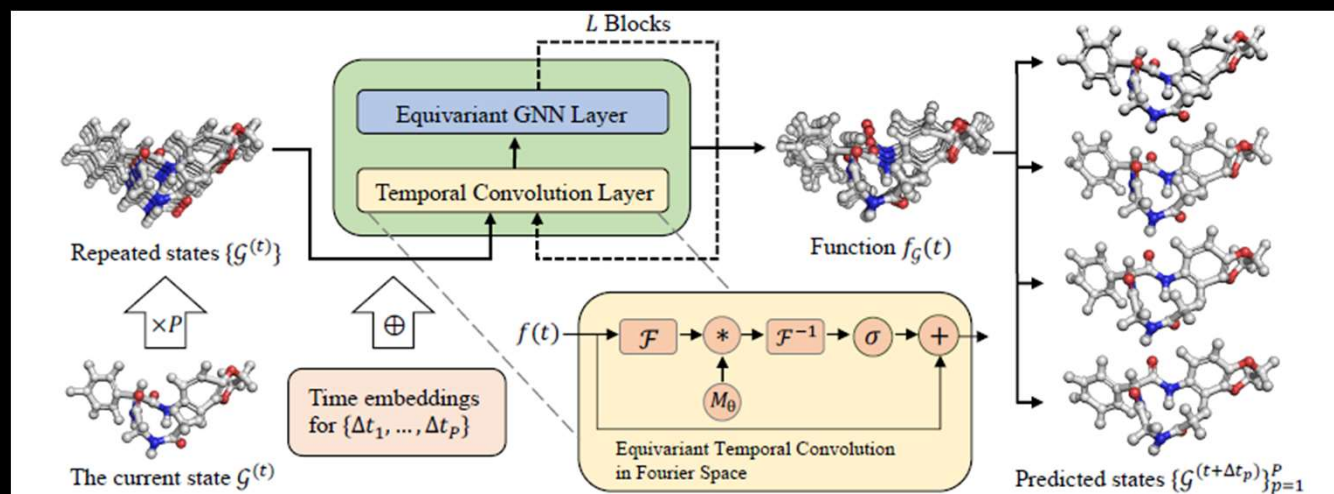 L Blocks
Equivariant GNN Layer
Temporal Convolution Layer
Repeated states {𝒢^(t)}
×P
The current state 𝒢^(t)
⊕
Time embeddings
for {Δt_1, ..., Δt_P}
Function f_𝒢(t)
f(t)
ℱ
*
ℱ^−1
σ
+
M_θ
Equivariant Temporal Convolution
in Fourier Space
Predicted states {𝒢^(t+Δt_p)}_{p=1}^P